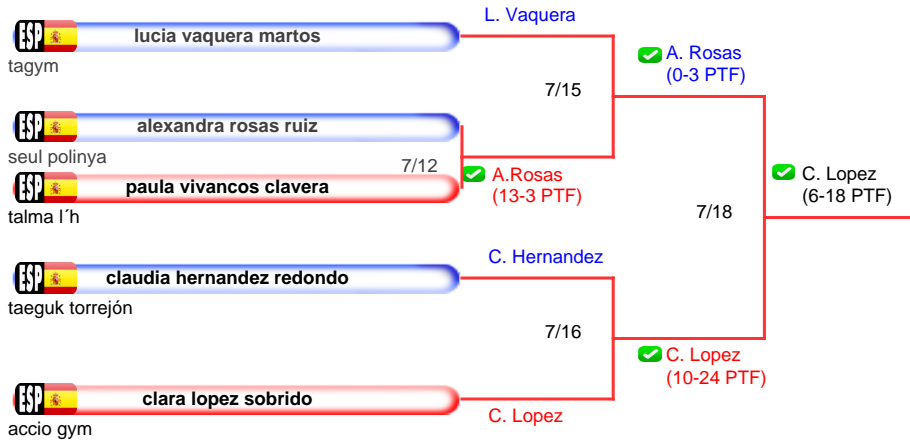 L. Vaquera
ESP lucia vaquera martos
tagym
A. Rosas
(0-3 PTF)
7/15
ESP alexandra rosas ruiz
seul polinya
7/12
A.Rosas
(13-3 PTF)
ESP paula vivancos clavera
talma l´h
C. Lopez
(6-18 PTF)
7/18
C. Hernandez
ESP claudia hernandez redondo
taeguk torrejón
7/16
C. Lopez
(10-24 PTF)
ESP clara lopez sobrido
accio gym
C. Lopez